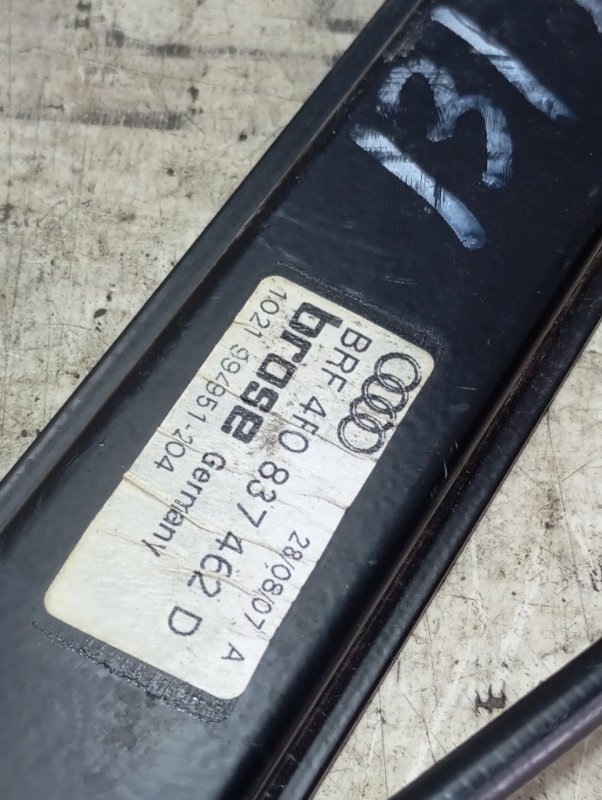 131
28/08/07 A
BRF 4F0 837 462 D
brose Germany
1021 994951-204